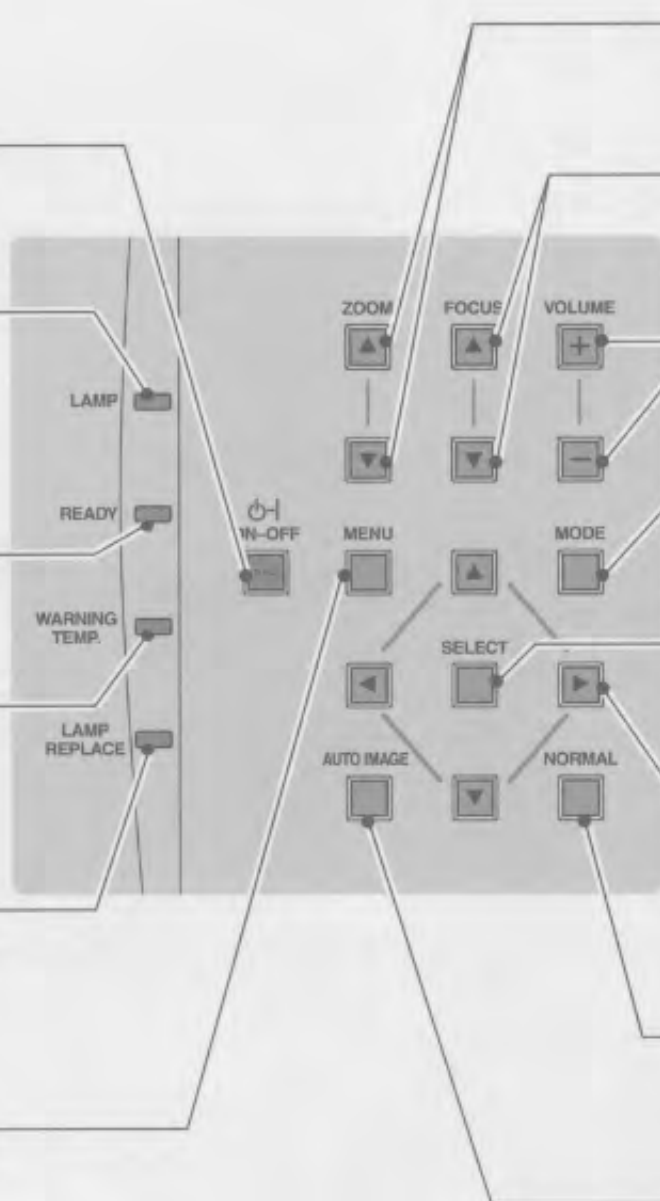 ZOOM FOCUS VOLUME
LAMP
READY
ON–OFF MENU MODE
WARNING
TEMP.
SELECT
LAMP
REPLACE
AUTO IMAGE NORMAL